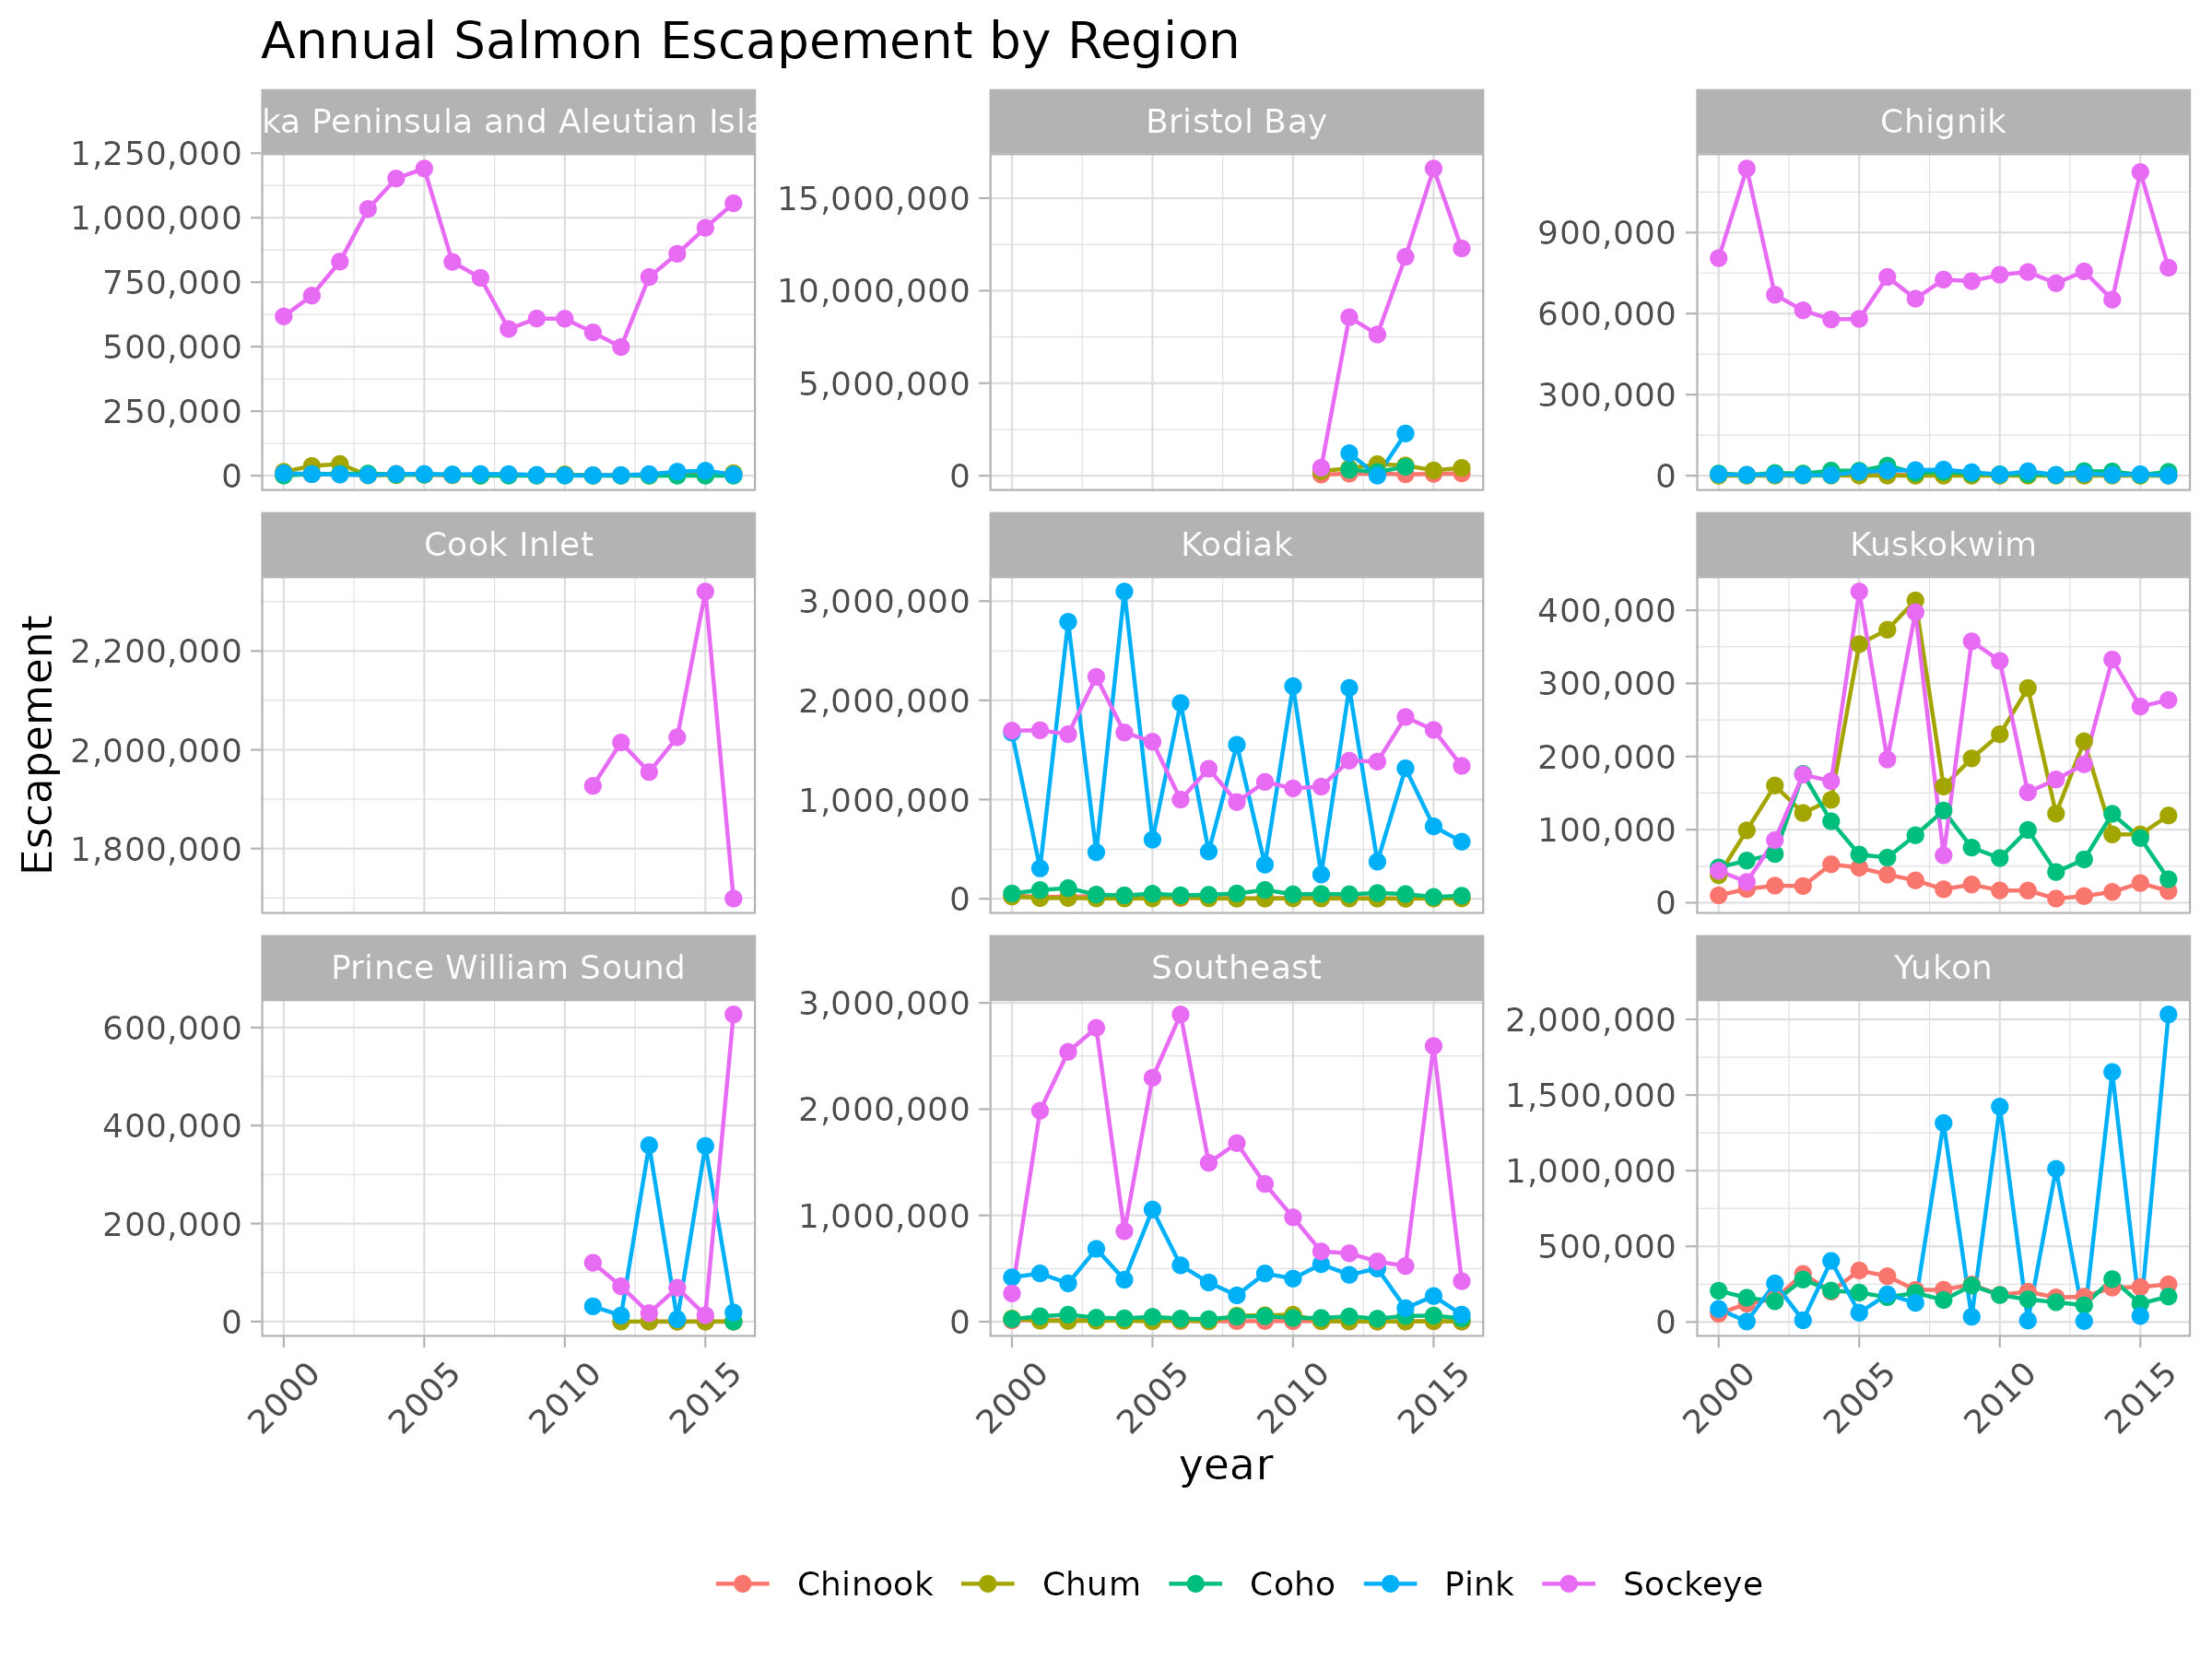 Annual Salmon Escapement by Region
ka Peninsula and Aleutian Isla
Bristol Bay
Chignik
1,250,000
1,000,000
750,000
500,000
250,000
0
15,000,000
10,000,000
5,000,000
0
900,000
600,000
300,000
0
Cook Inlet
Kodiak
Kuskokwim
2,200,000
2,000,000
1,800,000
3,000,000
2,000,000
1,000,000
0
400,000
300,000
200,000
100,000
0
Escapement
Prince William Sound
Southeast
Yukon
600,000
400,000
200,000
0
3,000,000
2,000,000
1,000,000
0
2,000,000
1,500,000
1,000,000
500,000
0
2000 2005 2010 2015
2000 2005 2010 2015
2000 2005 2010 2015
year
Chinook Chum Coho Pink Sockeye